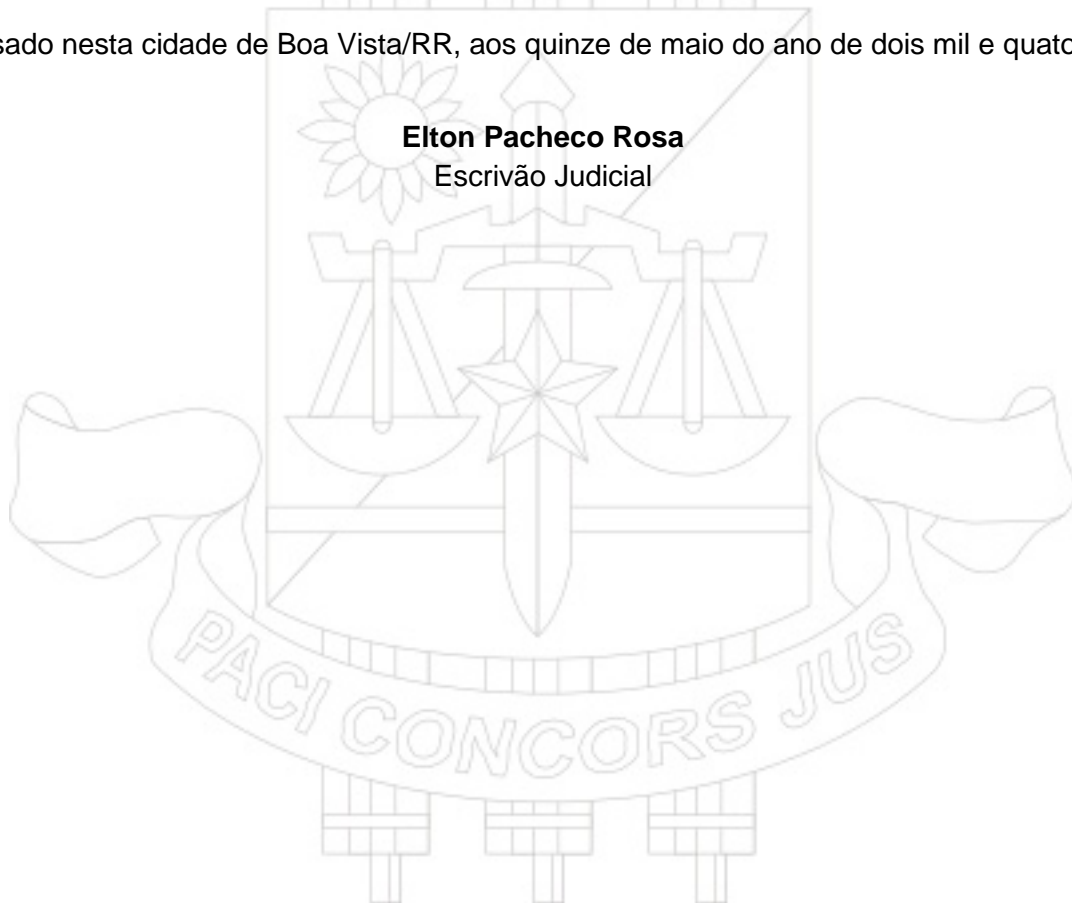 sado nesta cidade de Boa Vista/RR, aos quinze de maio do ano de dois mil e quato
Elton Pacheco Rosa
Escrivão Judicial
PACI CONCORS JUS